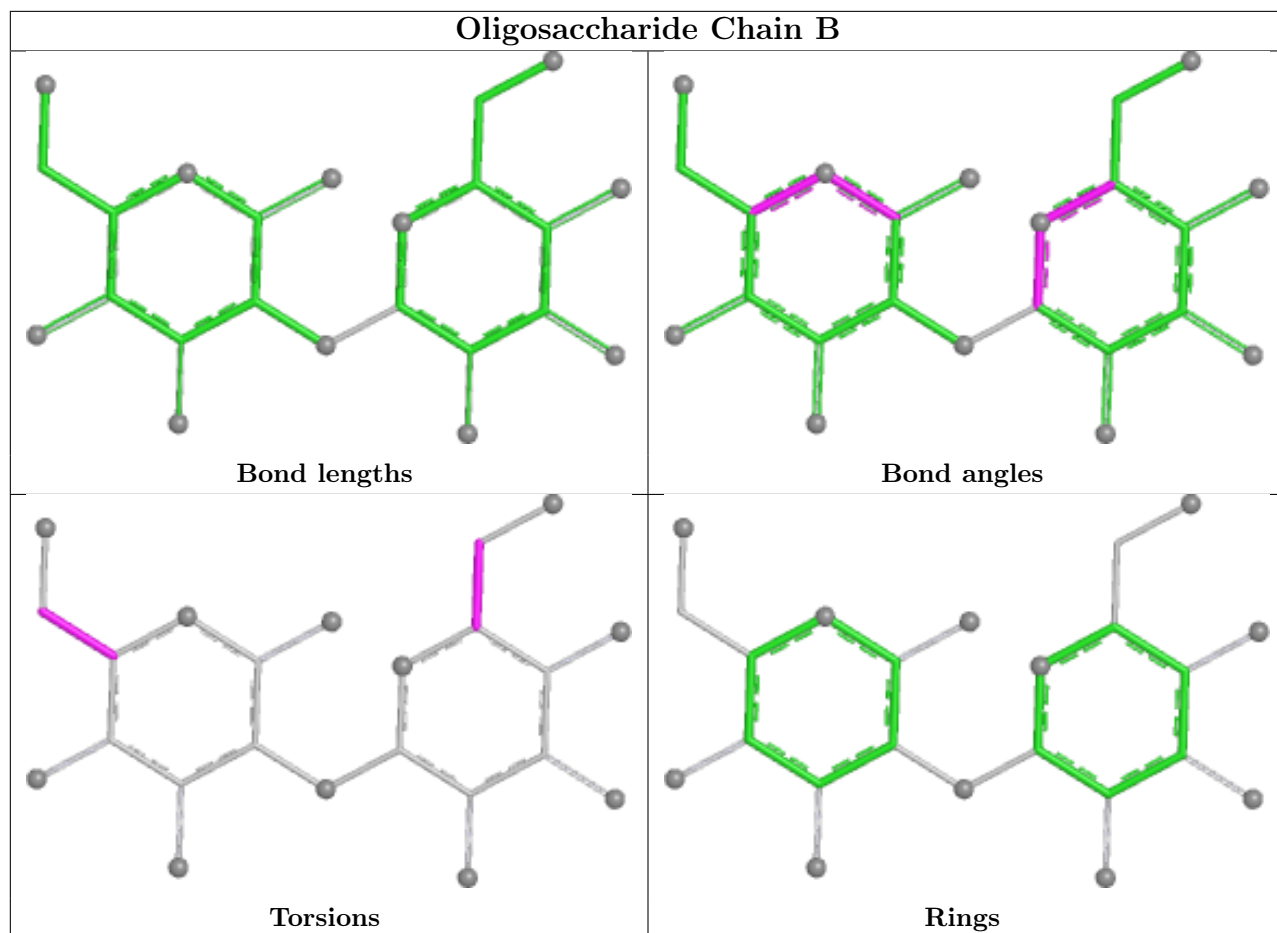 Oligosaccharide Chain B
Bond lengths
Bond angles
Torsions
Rings